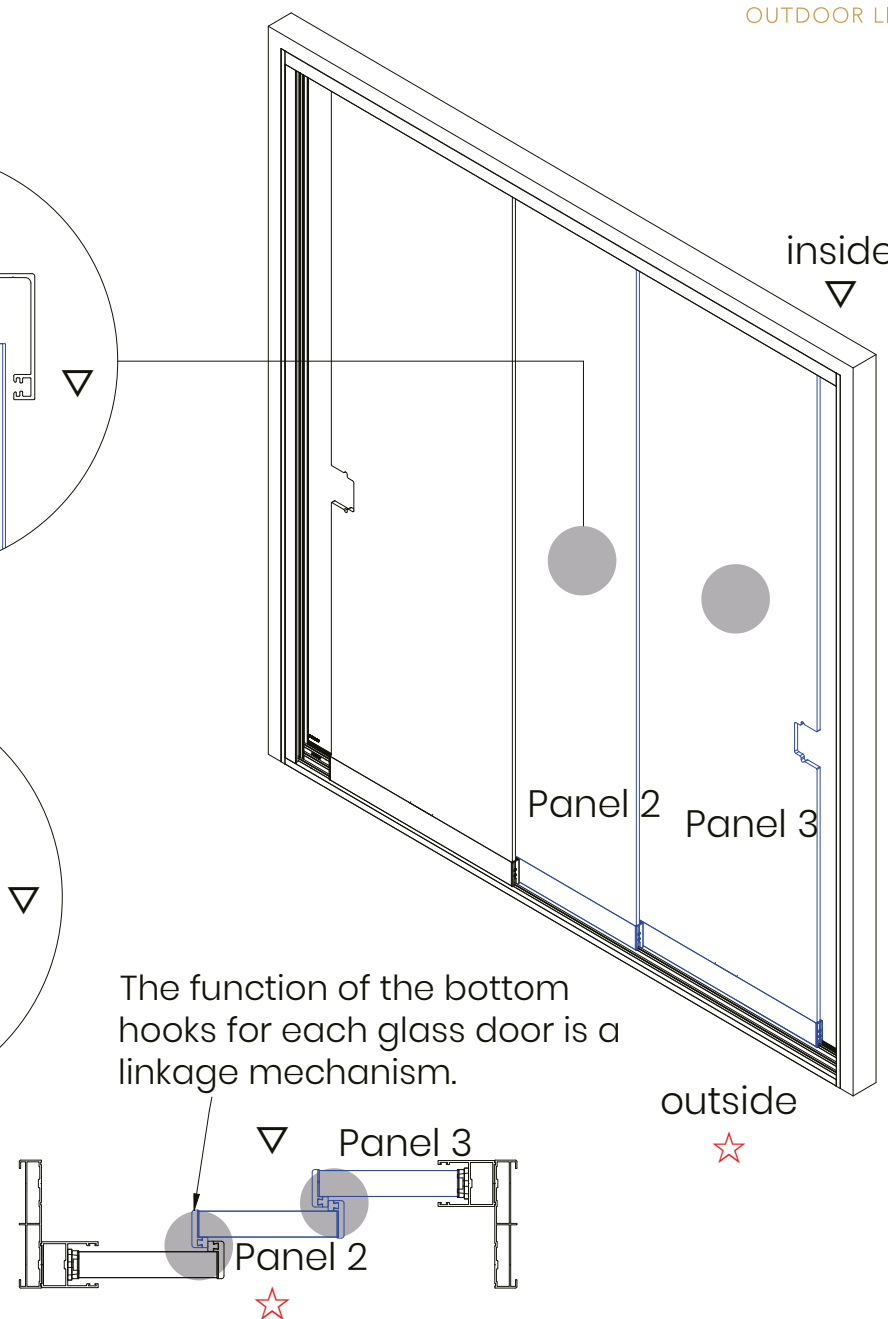 OUTDOOR
inside
Panel 2
Panel 3
The function of the bottom
hooks for each glass door is a
linkage mechanism.
outside
Panel 3
Panel 2